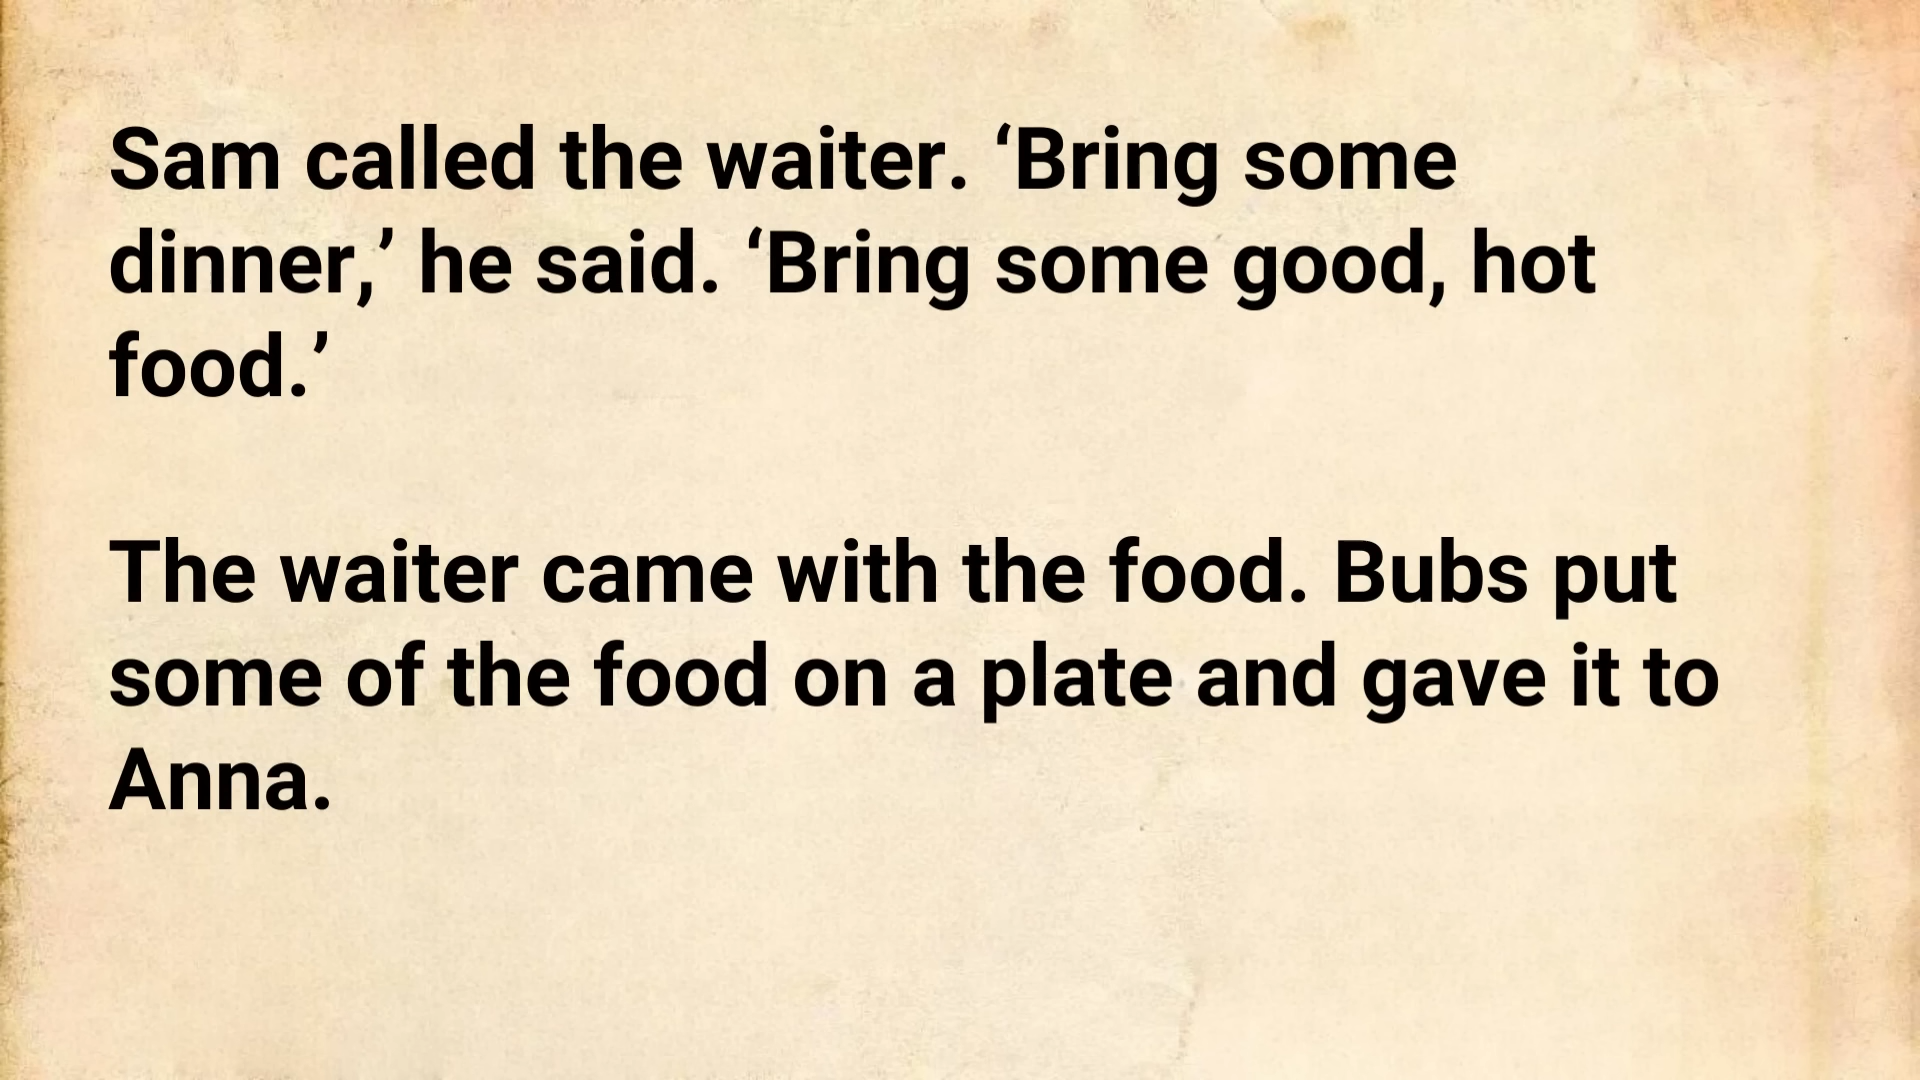 Sam called the waiter. ‘Bring some
dinner,’ he said. ‘Bring some good, hot
food.’
The waiter came with the food. Bubs put
some of the food on a plate and gave it to
Anna.